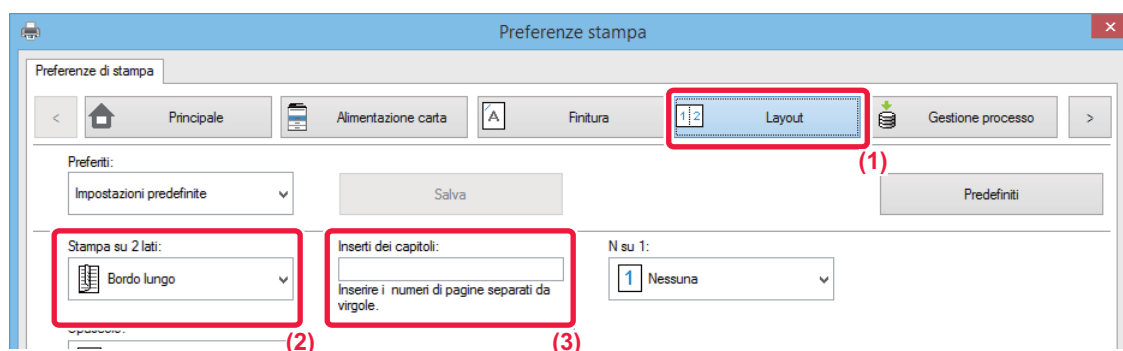 Preferenze stampa
Preferenze di stampa
< Principale Alimentazione carta A Finitura 1 2 Layout Gestione processo >
(1)
Preferiti:
Impostazioni predefinite Salva Predefiniti
Stampa su 2 lati: Inserti dei capitoli: N su 1:
Bordo lungo 1 Nessuna
Inserire i numeri di pagine separati da
virgole.
(2) (3)